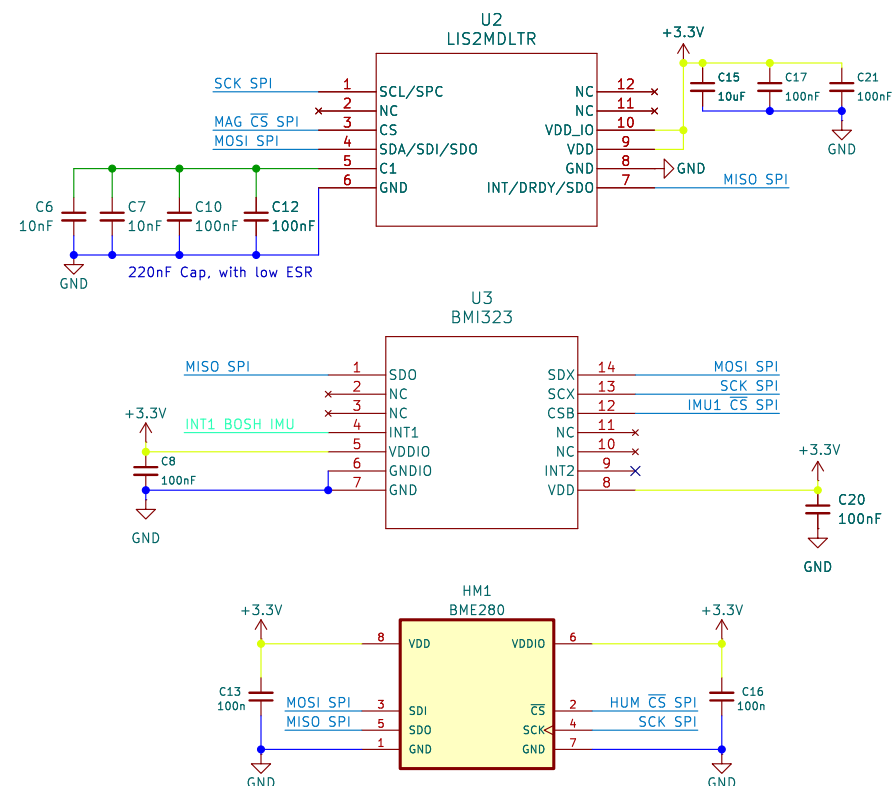 U2
LIS2MDLTR
+3.3V
SCK SPI 1 SCL/SPC NC 12
C15 10uF
C17 100nF
C21 100nF
2 NC NC 11
MAG CS SPI 3 CS VDD_IO 10
MOSI SPI 4 SDA/SDI/SDO VDD 9
GND
5 C1 GND 8 GND
6 GND INT/DRDY/SDO 7 MISO SPI
C6 10nF
C7 10nF
C10 100nF
C12 100nF
220nF Cap, with low ESR
GND
U3
BMI323
MISO SPI 1 SDO SDX 14 MOSI SPI
2 NC SCX 13 SCK SPI
3 NC CSB 12 IMU1 CS SPI
+3.3V
INT1 BOSH IMU 4 INT1 NC 11
5 VDDIO NC 10
+3.3V
C8 100nF
6 GNDIO INT2 9
7 GND VDD 8
C20 100nF
GND
GND
HM1
BME280
+3.3V
+3.3V
8 VDD VDDIO 6
C13 100n
C16 100n
MOSI SPI 3 SDI CS 2 HUM CS SPI
MISO SPI 5 SDO SCK 4 SCK SPI
1 GND GND 7
GND
GND